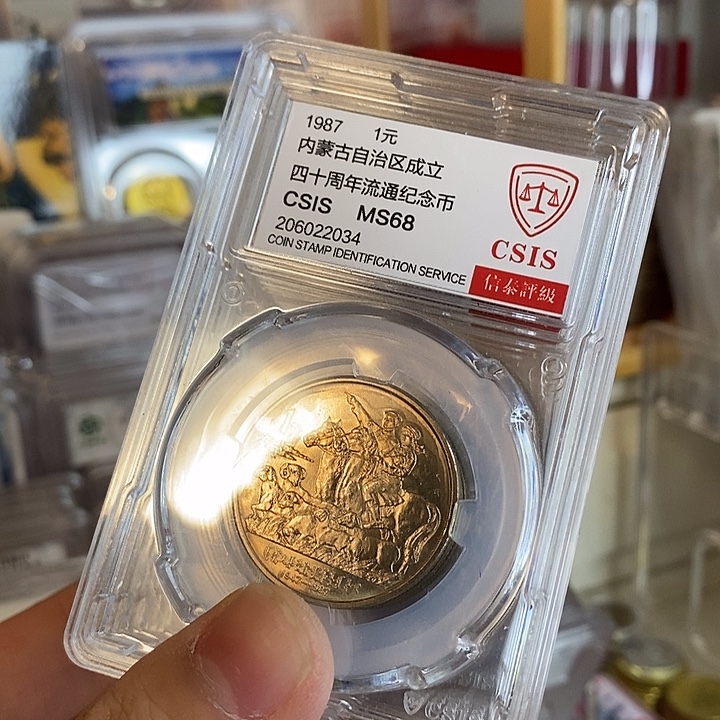 1987 1元
内蒙古自治区成立
四十周年流通纪念币
CSIS MS68
206022034
COIN STAMP IDENTIFICATION SERVICE
CSIS
信泰評級